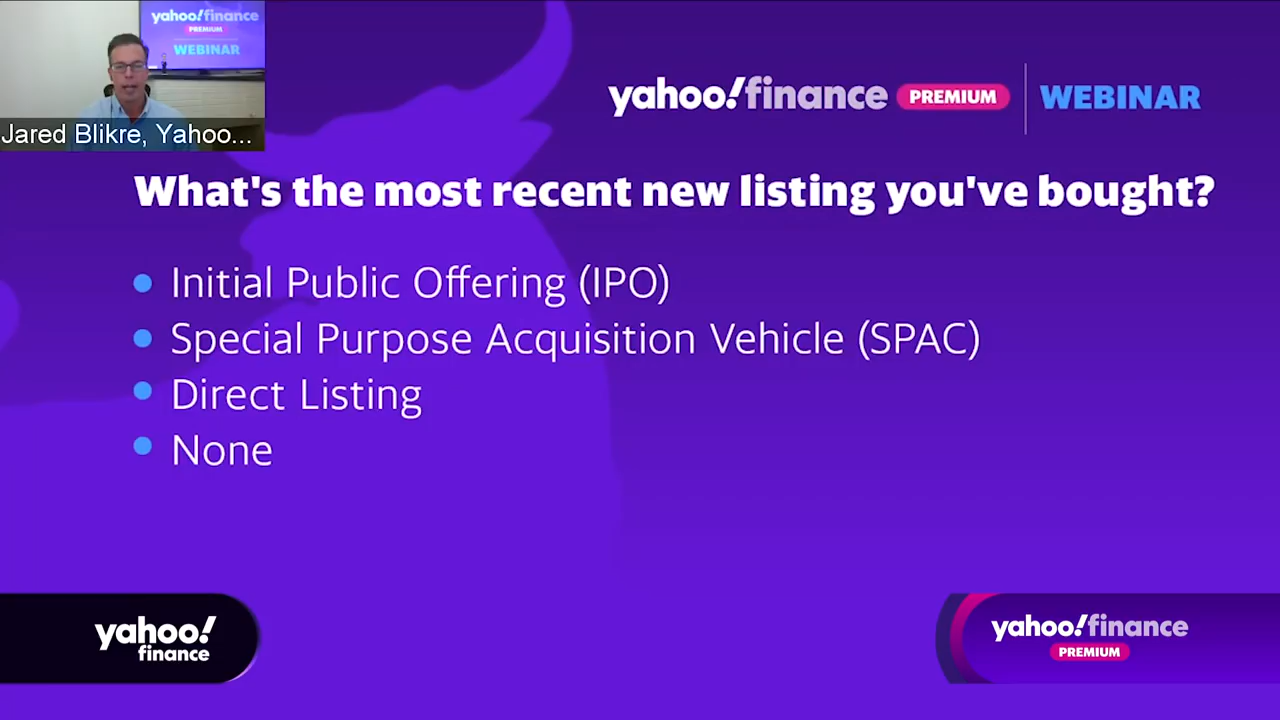 yahoo!finance
PREMIUM
WEBINAR
Jared Blikre, Yahoo...
yahoo!finance PREMIUM WEBINAR
What's the most recent new listing you've bought?
Initial Public Offering (IPO)
Special Purpose Acquisition Vehicle (SPAC)
Direct Listing
None
yahoo!
finance
yahoo!finance
PREMIUM